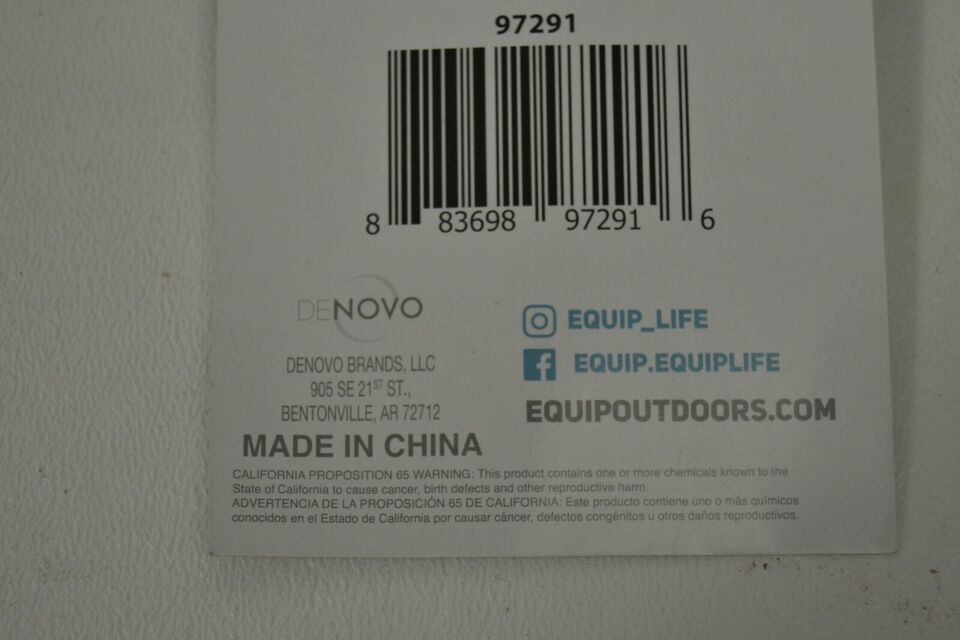 97291
8 83698 97291 6
DENOVO
DENOVO BRANDS, LLC
905 SE 21ST ST.,
BENTONVILLE, AR 72712
MADE IN CHINA
EQUIP_LIFE
EQUIP.EQUIPLIFE
EQUIPOUTDOORS.COM
CALIFORNIA PROPOSITION 65 WARNING: This product contains one or more chemicals known to the
State of California to cause cancer, birth defects and other reproductive harm.
ADVERTENCIA DE LA PROPOSICIÓN 65 DE CALIFORNIA: Este producto contiene uno o más químicos
conocidos en el Estado de California por causar câncer, defectos congénitos u otros daños reproductivos.